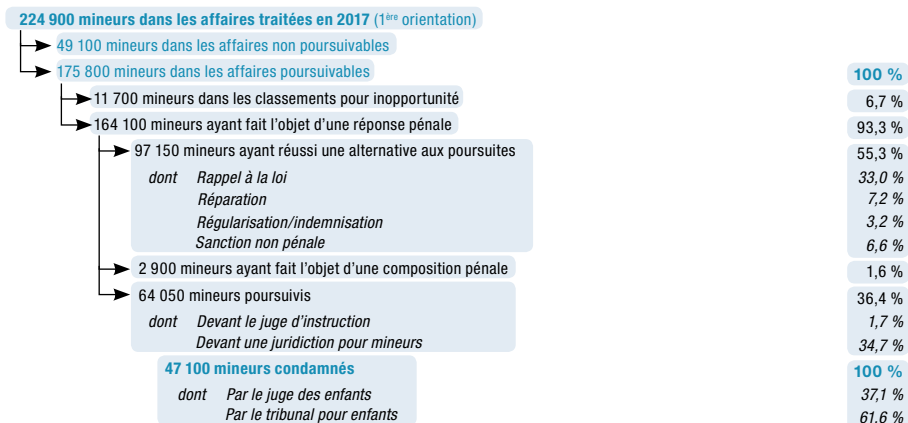 224 900 mineurs dans les affaires traitées en 2017 (1ère orientation)
49 100 mineurs dans les affaires non poursuivables
175 800 mineurs dans les affaires poursuivables 100 %
11 700 mineurs dans les classements pour inopportunité 6,7 %
164 100 mineurs ayant fait l'objet d'une réponse pénale 93,3 %
97 150 mineurs ayant réussi une alternative aux poursuites 55,3 %
dont Rappel à la loi 33,0 %
Réparation 7,2 %
Régularisation/indemnisation 3,2 %
Sanction non pénale 6,6 %
2 900 mineurs ayant fait l'objet d'une composition pénale 1,6 %
64 050 mineurs poursuivis 36,4 %
dont Devant le juge d'instruction 1,7 %
Devant une juridiction pour mineurs 34,7 %
47 100 mineurs condamnés 100 %
dont Par le juge des enfants 37,1 %
Par le tribunal pour enfants 61,6 %